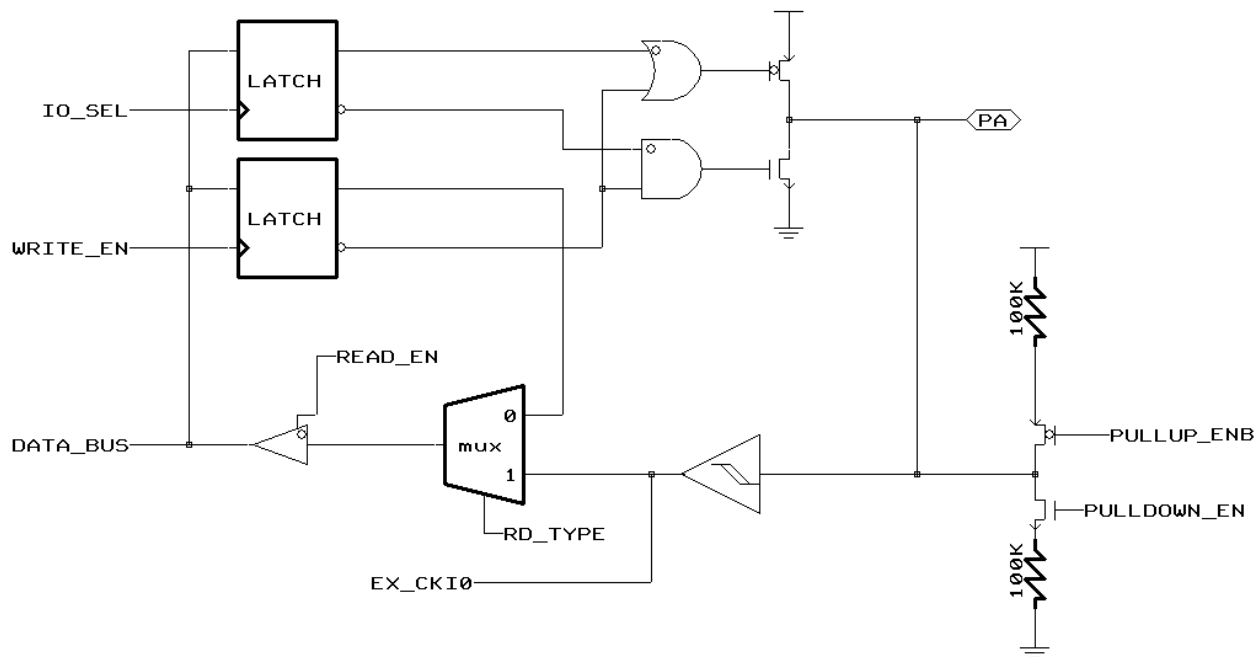 LATCH
IO_SEL
PA
LATCH
WRITE_EN
100K
READ_EN
0
DATA_BUS
mux
PULLUP_ENB
1
PULLDOWN_EN
RD_TYPE
100K
EX_CKI0